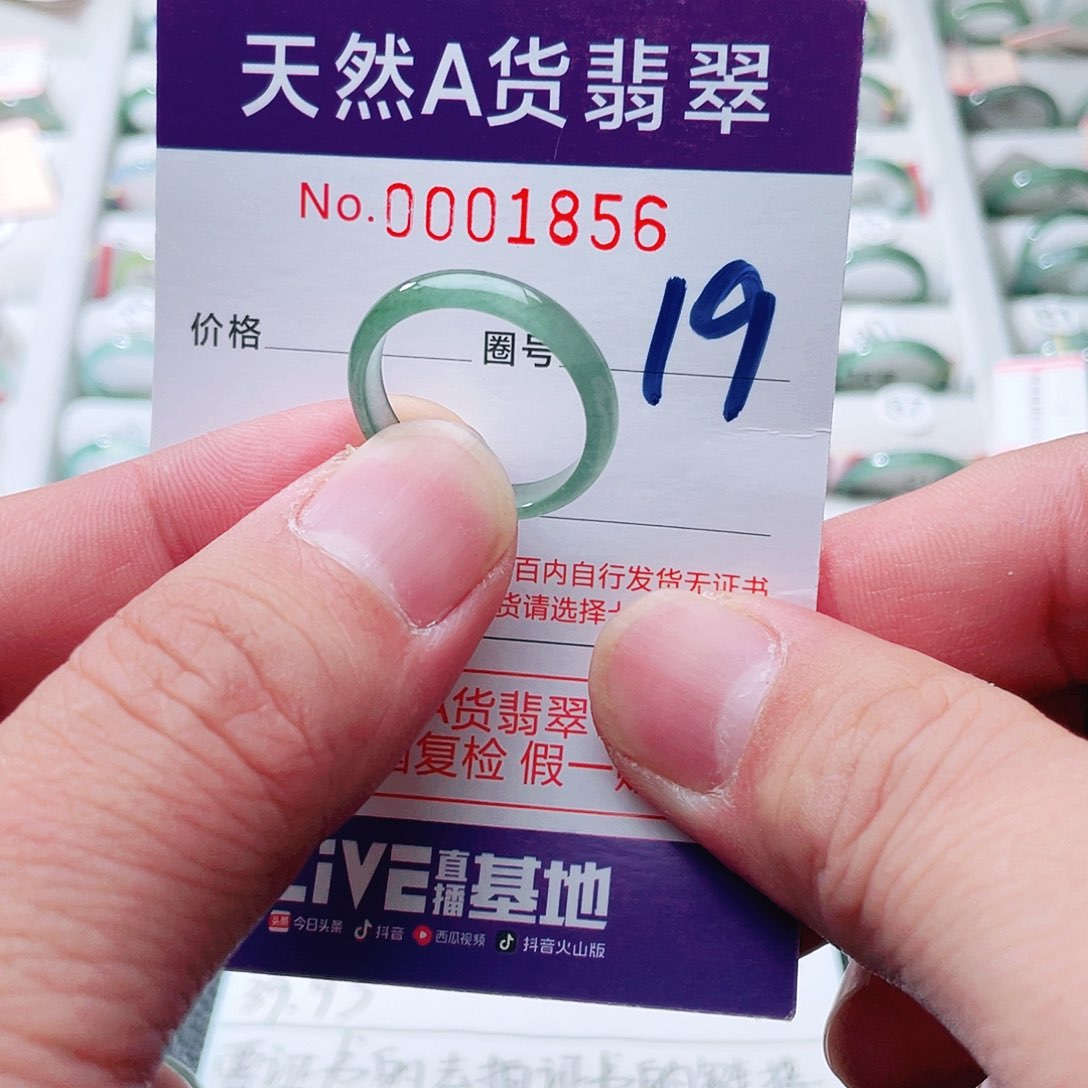 天然A货翡翠
No.0001856
价格 圈号 19
百内自行发货无证书
货请选择
A货翡翠
复检 假一
LiVE直播基地
今日头条 抖音 西瓜视频 抖音火山版